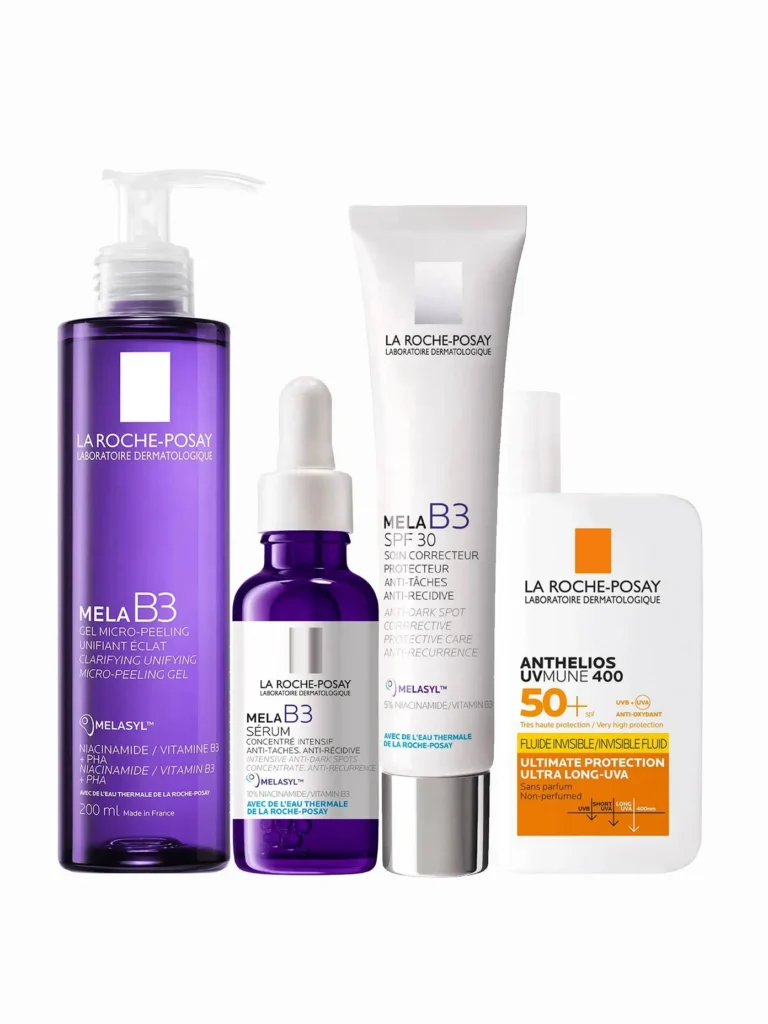 LA ROCHE-POSAY
LABORATOIRE DERMATOLOGIQUE
MELA B3
GEL MICRO-PEELING
UNIFIANT ÉCLAT
CLARIFYING UNIFYING
MICRO-PEELING GEL
MELASYL™
NIACINAMIDE / VITAMINE B3
+ PHA
NIACINAMIDE / VITAMIN B3
+ PHA
AVEC DE L'EAU THERMALE DE LA ROCHE-POSAY
200 ml Made in France
LA ROCHE-POSAY
LABORATOIRE DERMATOLOGIQUE
MELA B3
SÉRUM
CONCENTRÉ INTENSIF
ANTI-TACHES, ANTI-RÉCIDIVE
INTENSIVE ANTI-DARK SPOTS
CONCENTRATE, ANTI-RECURRENCE
MELASYL™
10% NIACINAMIDE/VITAMIN B3
AVEC DE L'EAU THERMALE
DE LA ROCHE-POSAY
LA ROCHE-POSAY
LABORATOIRE DERMATOLOGIQUE
MELA B3
SPF 30
SOIN CORRECTEUR
PROTECTEUR
ANTI-TÂCHES
ANTI-RECIDIVE
ANTI-DARK SPOT
CORRECTIVE
PROTECTIVE CARE
ANTI-RECURRENCE
MELASYL™
5% NIACINAMIDE/VITAMIN B3
AVEC DE L'EAU THERMALE
DE LA ROCHE-POSAY
LA ROCHE-POSAY
LABORATOIRE DERMATOLOGIQUE
ANTHELIOS
UVMUNE 400
50+ spf
UVB + UVA
ANTI-OXYDANT
Très haute protection / Very high protection
FLUIDE INVISIBLE/INVISIBLE FLUID
ULTIMATE PROTECTION
ULTRA LONG-UVA
Sans parfum
Non-perfumed
UVB SHORT UVA LONG UVA 400nm